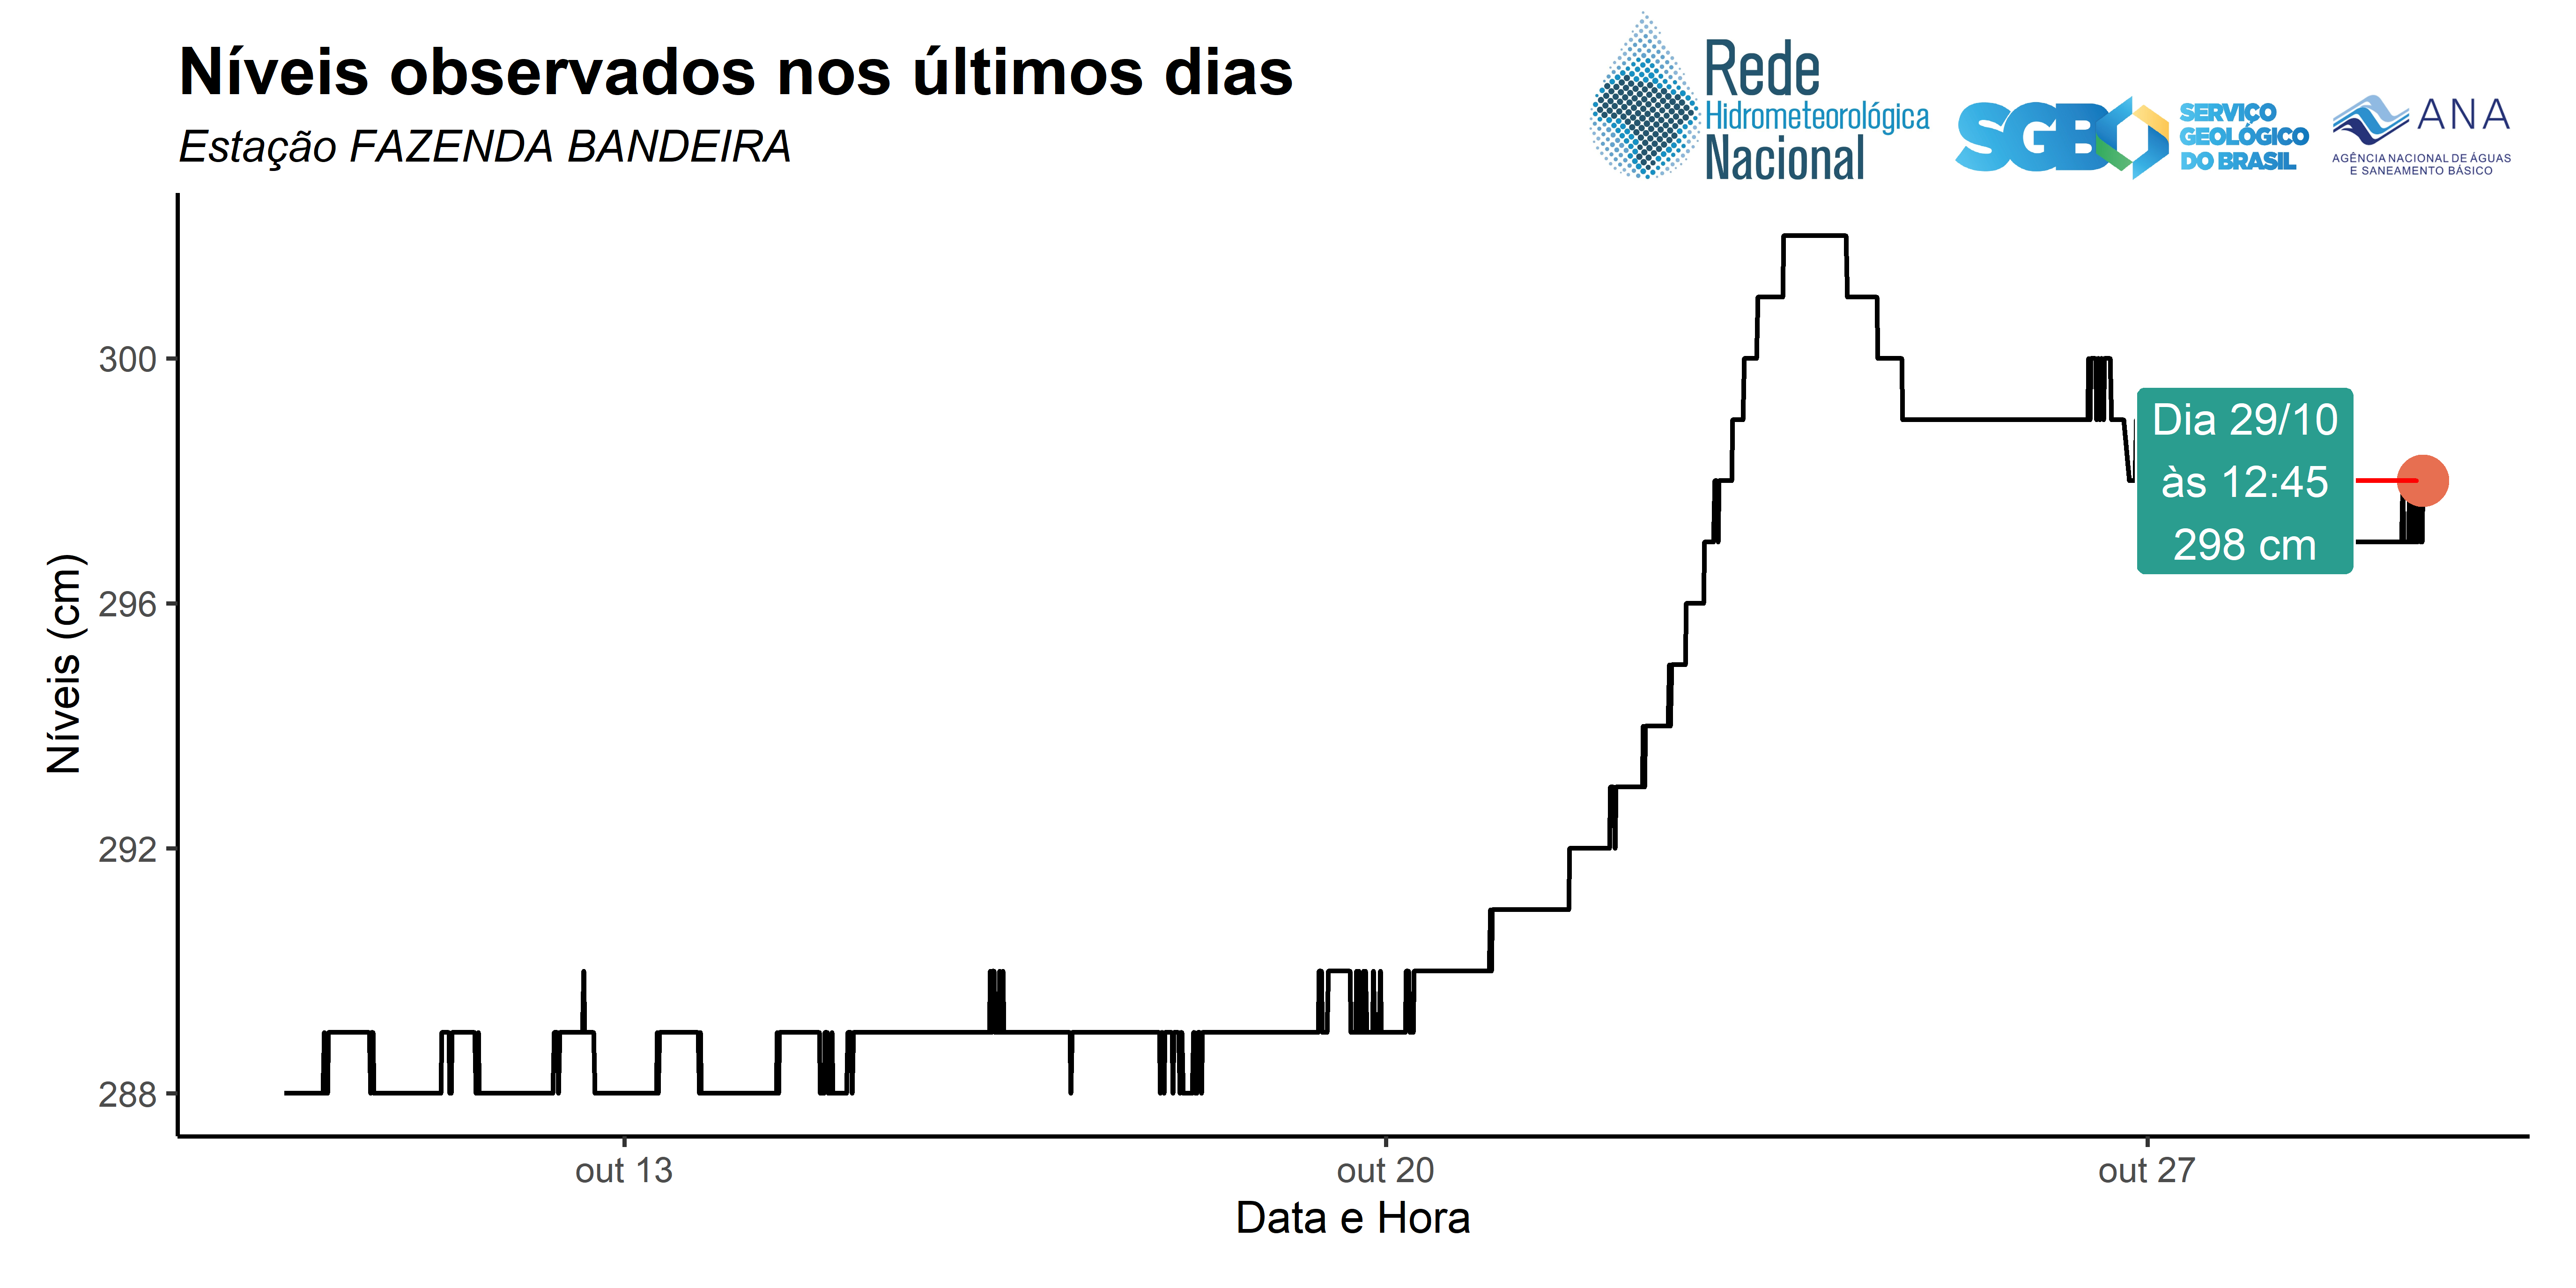 Níveis observados nos últimos dias
Estação FAZENDA BANDEIRA
Rede
Hidrometeorológica
Nacional
SGB
SERVIÇO
GEOLÓGICO
DO BRASIL
ANA
AGÊNCIA NACIONAL DE ÁGUAS
E SANEAMENTO BÁSICO
Níveis (cm)
300
296
292
288
Dia 29/10
às 12:45
298 cm
out 13
out 20
out 27
Data e Hora